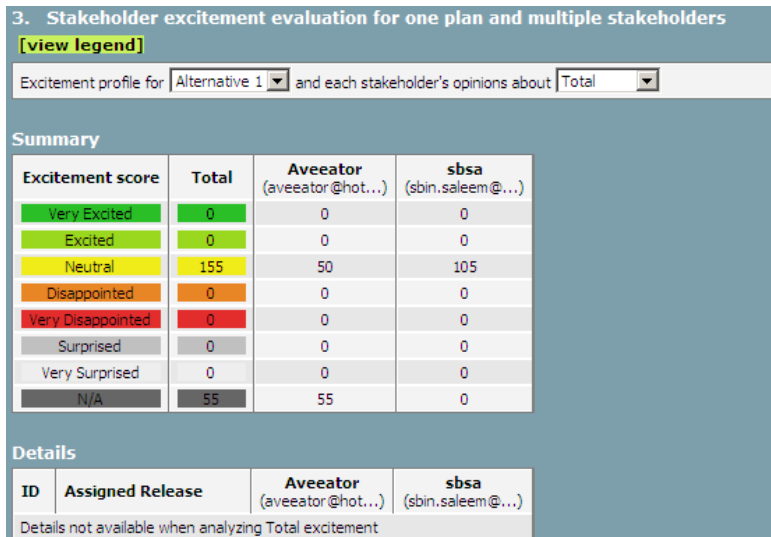 3. Stakeholder excitement evaluation for one plan and multiple stakeholders
[view legend]
Excitement profile for Alternative 1 and each stakeholder's opinions about Total
Summary
Excitement score Total Aveeator (aveeator@hot...) sbsa (sbin.saleem@...)
Very Excited 0 0 0
Excited 0 0 0
Neutral 155 50 105
Disappointed 0 0 0
Very Disappointed 0 0 0
Surprised 0 0 0
Very Surprised 0 0 0
N/A 55 55 0
Details
ID Assigned Release Aveeator (aveeator@hot...) sbsa (sbin.saleem@...)
Details not available when analyzing Total excitement